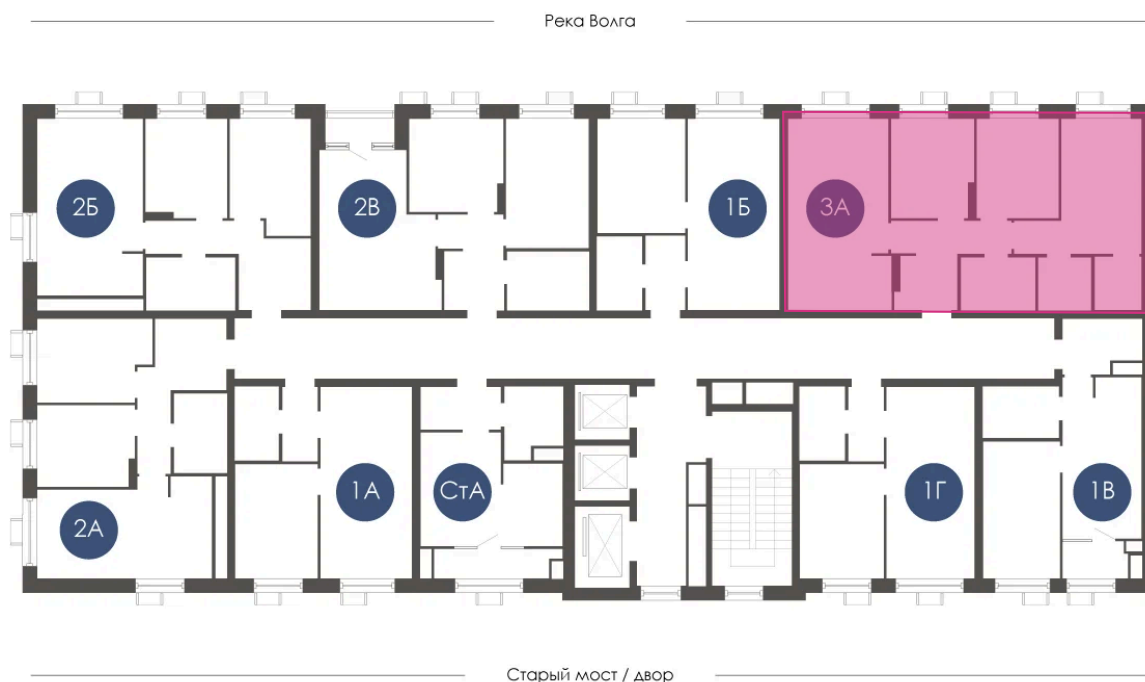 Река Волга
2Б
2В
1Б
3А
1А
СтА
1Г
1В
2А
Старый мост / двор